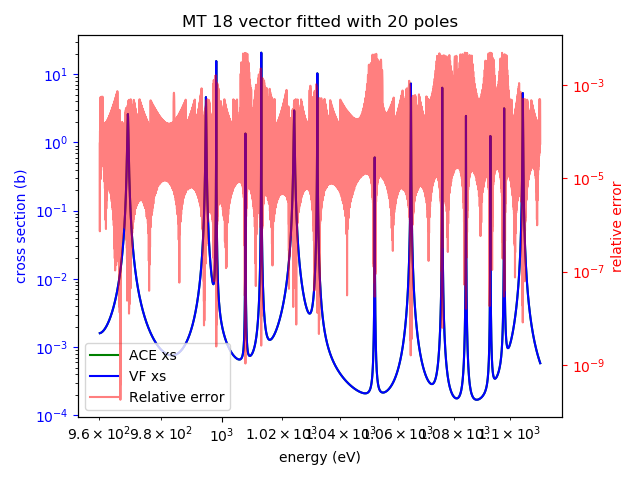 MT 18 vector fitted with 20 poles
cross section (b)
10¹
10⁰
10⁻¹
10⁻²
10⁻³
10⁻⁴
10⁻³
10⁻⁵
10⁻⁷
10⁻⁹
relative error
ACE xs
VF xs
Relative error
9.6 × 10² 9.8 × 10² 10³ 1.02 × 10³ 1.04 × 10³ 1.06 × 10³ 1.08 × 10³ 1.1 × 10³
energy (eV)